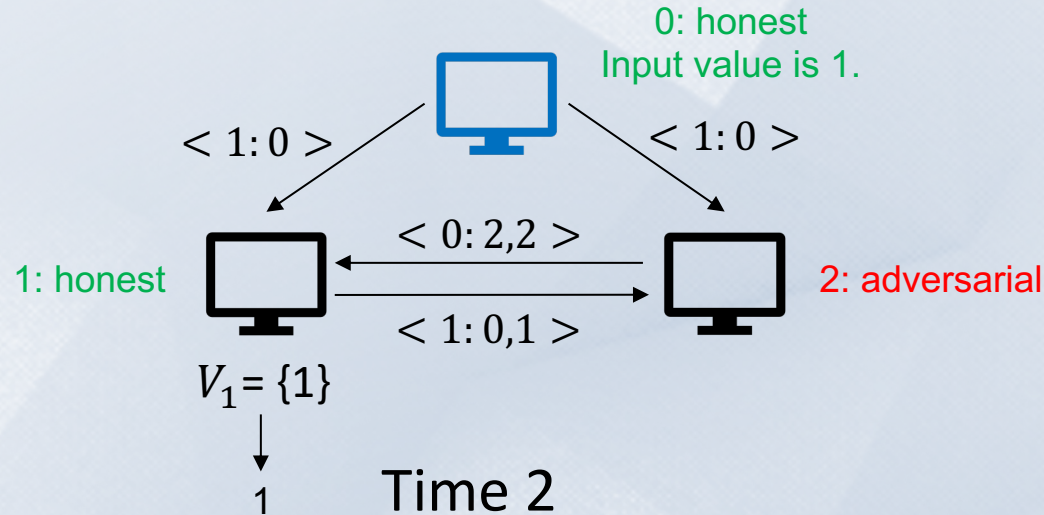 0: honest
Input value is 1.
< 1: 0 >
< 1: 0 >
< 0: 2,2 >
1: honest
2: adversarial
< 1: 0,1 >
V₁= {1}
1
Time 2